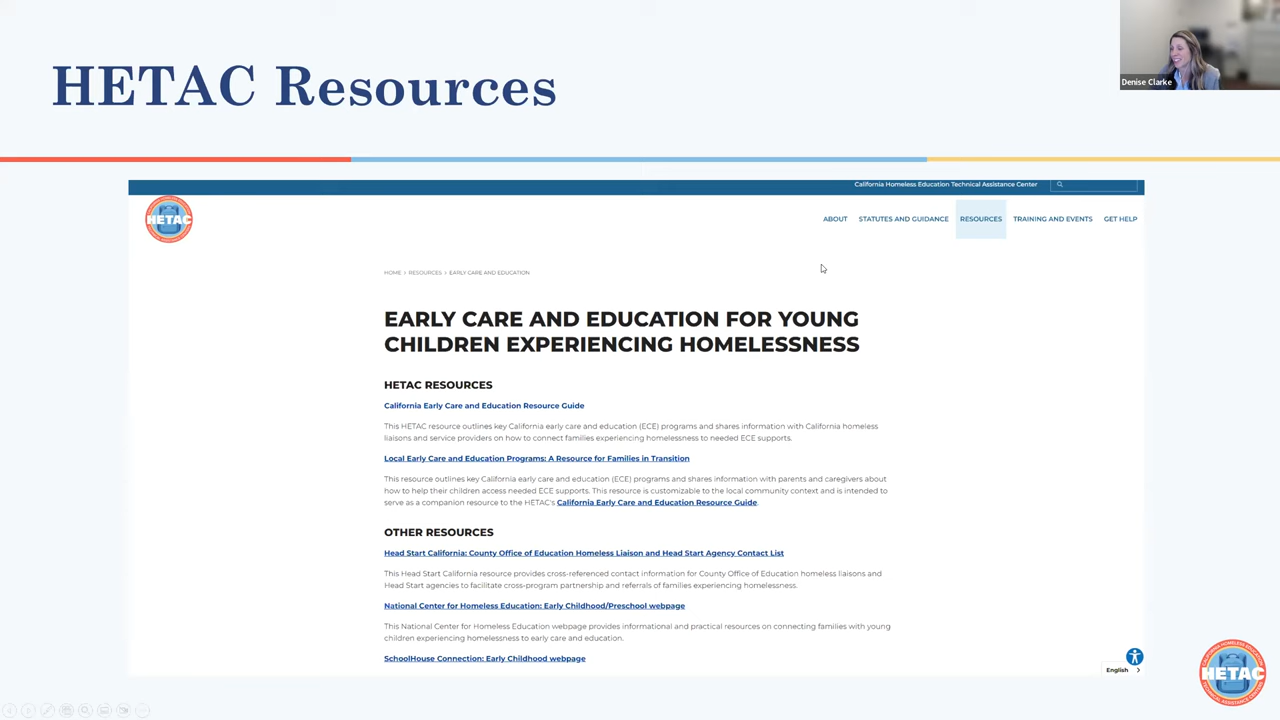 HETAC Resources
Denise Clarke
California Homeless Education Technical Assistance Center
HETAC
ABOUT STATUTES AND GUIDANCE RESOURCES TRAINING AND EVENTS GET HELP
HOME > RESOURCES > EARLY CARE AND EDUCATION
EARLY CARE AND EDUCATION FOR YOUNG
CHILDREN EXPERIENCING HOMELESSNESS
HETAC RESOURCES
California Early Care and Education Resource Guide
This HETAC resource outlines key California early care and education (ECE) programs and shares information with California homeless
liaisons and service providers on how to connect families experiencing homelessness to needed ECE supports.
Local Early Care and Education Programs: A Resource for Families in Transition
This resource outlines key California early care and education (ECE) programs and shares information with parents and caregivers about
how to help their children access needed ECE supports. This resource is customizable to the local community context and is intended to
serve as a companion resource to the HETAC's California Early Care and Education Resource Guide.
OTHER RESOURCES
Head Start California: County Office of Education Homeless Liaison and Head Start Agency Contact List
This Head Start California resource provides cross-referenced contact information for County Office of Education homeless liaisons and
Head Start agencies to facilitate cross-program partnership and referrals of families experiencing homelessness.
National Center for Homeless Education: Early Childhood/Preschool webpage
This National Center for Homeless Education webpage provides informational and practical resources on connecting families with young
children experiencing homelessness to early care and education.
SchoolHouse Connection: Early Childhood webpage
English >
CALIFORNIA HOMELESS EDUCATION
HETAC
TECHNICAL ASSISTANCE CENTER